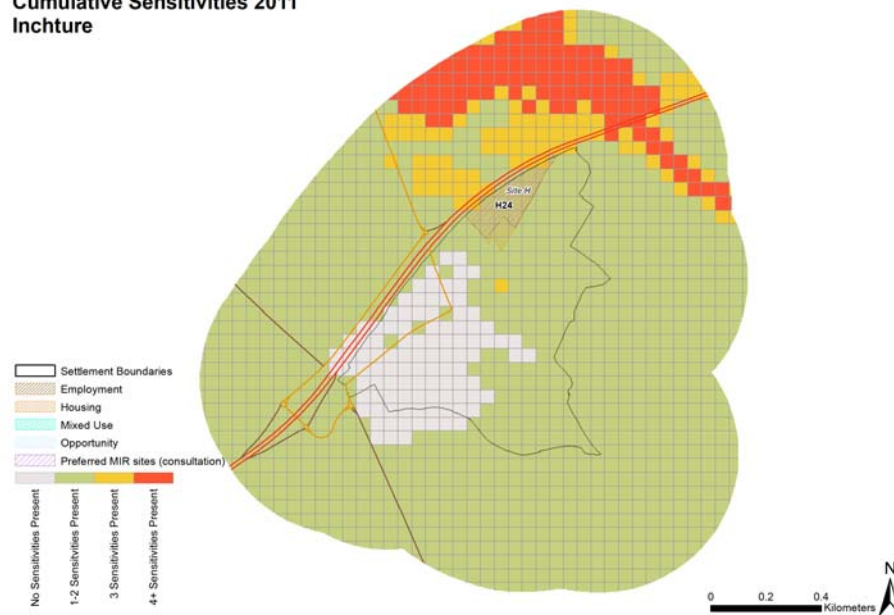 Cumulative Sensitivities 2011
Inchture
Site H
H24
Settlement Boundaries
Employment
Housing
Mixed Use
Opportunity
Preferred MIR sites (consultation)
No Sensitivities Present
1-2 Sensitvities Present
3 Sensitivities Present
4+ Sensitivities Present
N
0 0.2 0.4
Kilometers